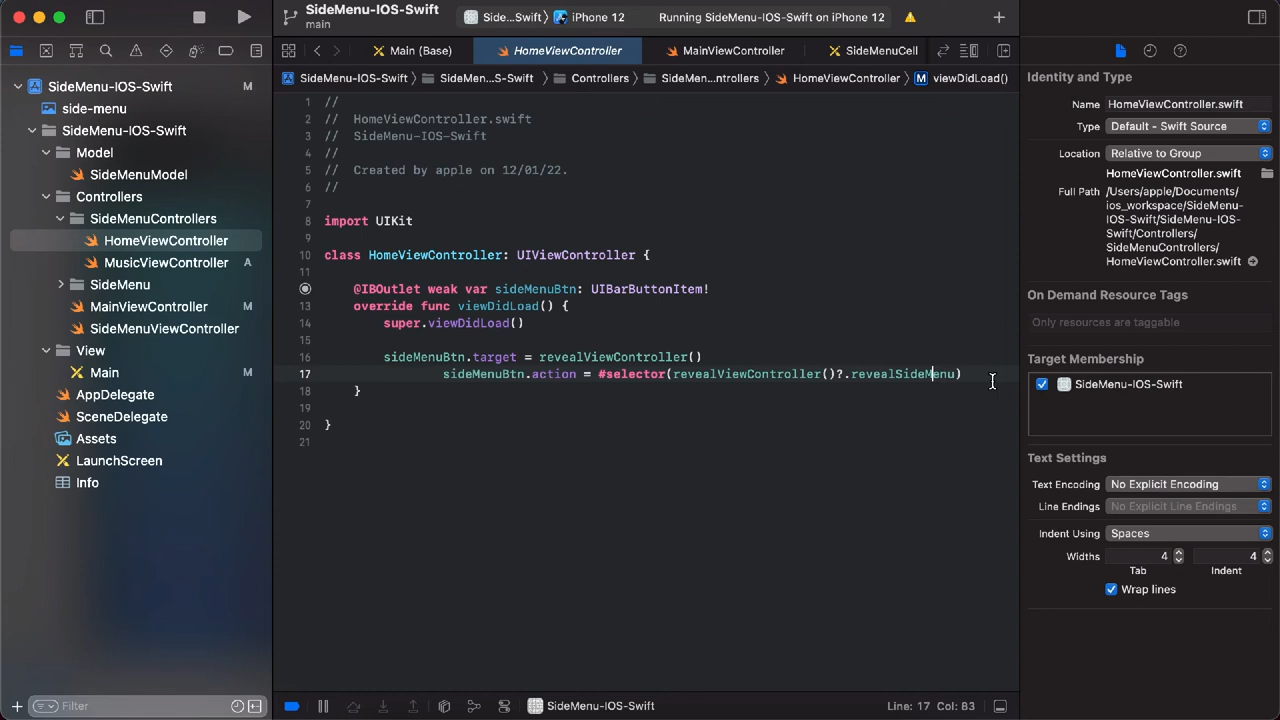 SideMenu-IOS-Swift
main
Side...Swift
iPhone 12
Running SideMenu-IOS-Swift on iPhone 12
Main (Base)
HomeViewController
MainViewController
SideMenuCell
SideMenu-IOS-Swift
SideMen...S-Swift
Controllers
SideMen...ntrollers
HomeViewController
M
viewDidLoad()
SideMenu-IOS-Swift
M
side-menu
SideMenu-IOS-Swift
Model
SideMenuModel
Controllers
SideMenuControllers
HomeViewController
MusicViewController
A
SideMenu
MainViewController
M
SideMenuViewController
M
View
Main
M
AppDelegate
SceneDelegate
Assets
LaunchScreen
Info
Filter
1 //
2 //  HomeViewController.swift
3 //  SideMenu-IOS-Swift
4 //
5 //  Created by apple on 12/01/22.
6 //
7
8 import UIKit
9
10 class HomeViewController: UIViewController {
11
@IBOutlet weak var sideMenuBtn: UIBarButtonItem!
13 override func viewDidLoad() {
14 super.viewDidLoad()
15
16 sideMenuBtn.target = revealViewController()
17 sideMenuBtn.action = #selector(revealViewController()?.revealSideMenu)
18 }
19
20 }
21
SideMenu-IOS-Swift
Line: 17 Col: 83
Identity and Type
Name HomeViewController.swift
Type Default - Swift Source
Location Relative to Group
HomeViewController.swift
Full Path /Users/apple/Documents/
ios_workspace/SideMenu-
IOS-Swift/SideMenu-IOS-
Swift/Controllers/
SideMenuControllers/
HomeViewController.swift
On Demand Resource Tags
Only resources are taggable
Target Membership
SideMenu-IOS-Swift
Text Settings
Text Encoding No Explicit Encoding
Line Endings No Explicit Line Endings
Indent Using Spaces
Widths 4 4
Tab Indent
Wrap lines